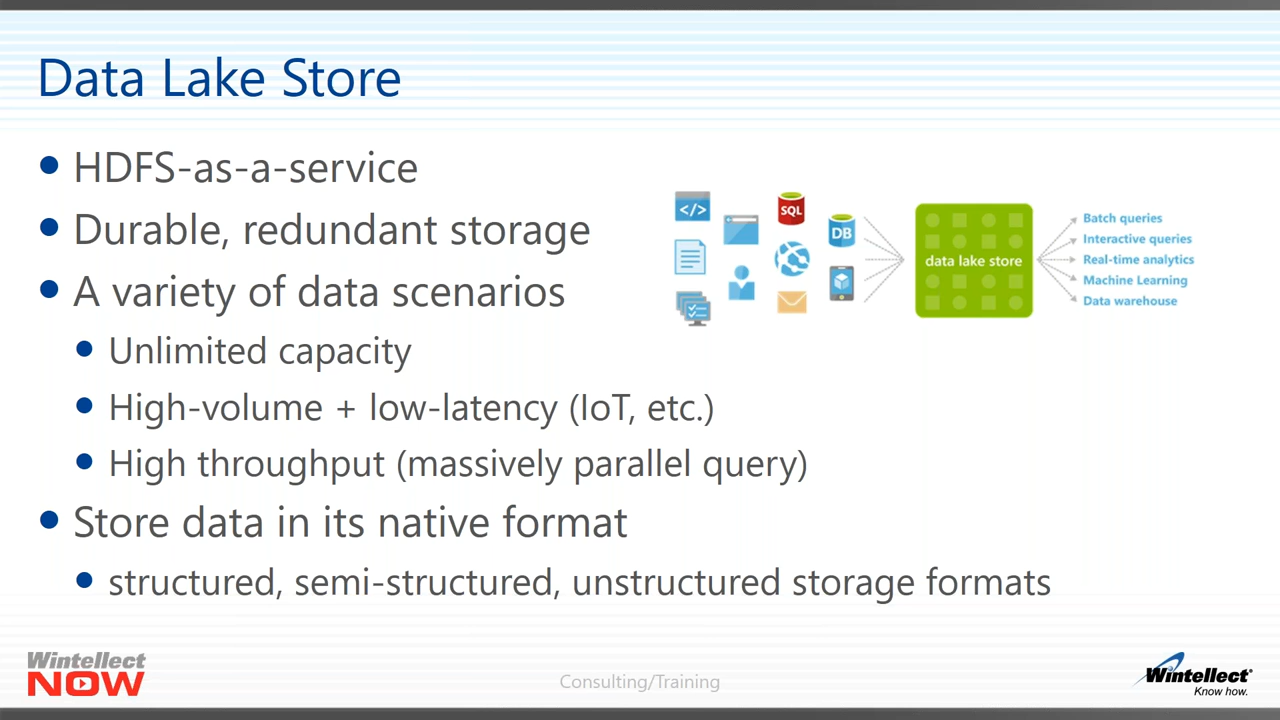 Data Lake Store
HDFS-as-a-service
Durable, redundant storage
A variety of data scenarios
Unlimited capacity
High-volume + low-latency (IoT, etc.)
High throughput (massively parallel query)
Store data in its native format
structured, semi-structured, unstructured storage formats
</>
SQL
DB
data lake store
Batch queries
Interactive queries
Real-time analytics
Machine Learning
Data warehouse
Wintellect
NOW
Consulting/Training
Wintellect®
Know how.